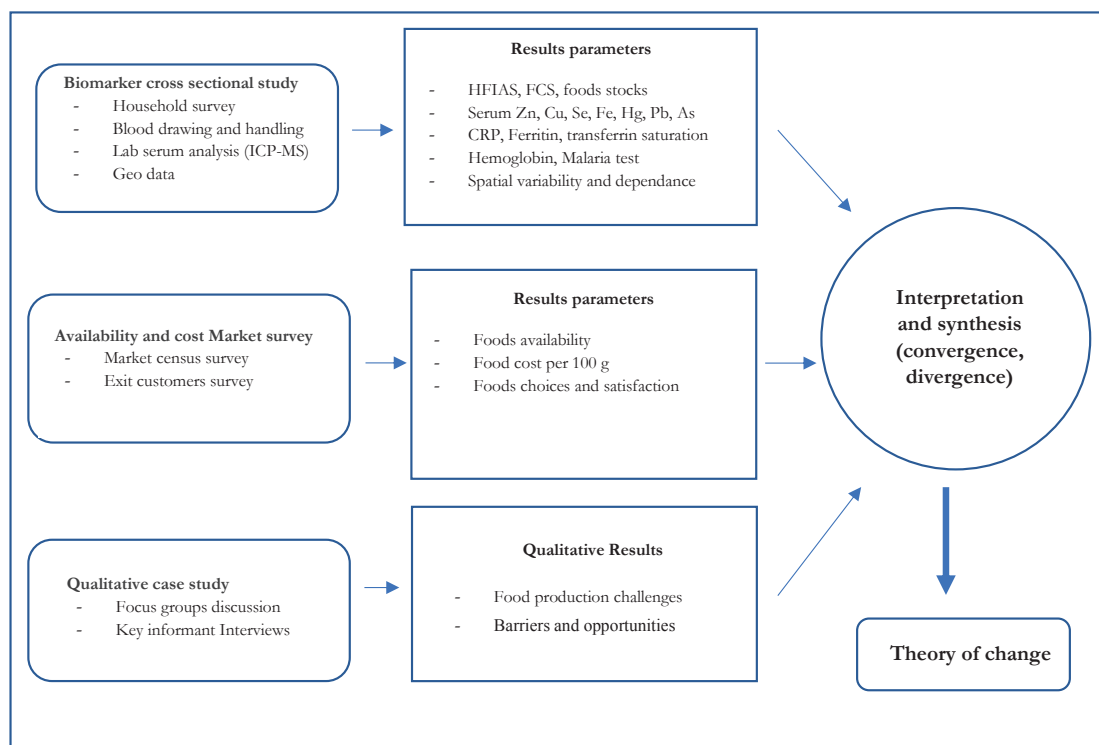 Biomarker cross sectional study
- Household survey
- Blood drawing and handling
- Lab serum analysis (ICP-MS)
- Geo data
Results parameters
- HFIAS, FCS, foods stocks
- Serum Zn, Cu, Se, Fe, Hg, Pb, As
- CRP, Ferritin, transferrin saturation
- Hemoglobin, Malaria test
- Spatial variability and dependance
Availability and cost Market survey
- Market census survey
- Exit customers survey
Results parameters
- Foods availability
- Food cost per 100 g
- Foods choices and satisfaction
Qualitative case study
- Focus groups discussion
- Key informant Interviews
Qualitative Results
- Food production challenges
- Barriers and opportunities
Interpretation
and synthesis
(convergence,
divergence)
Theory of change